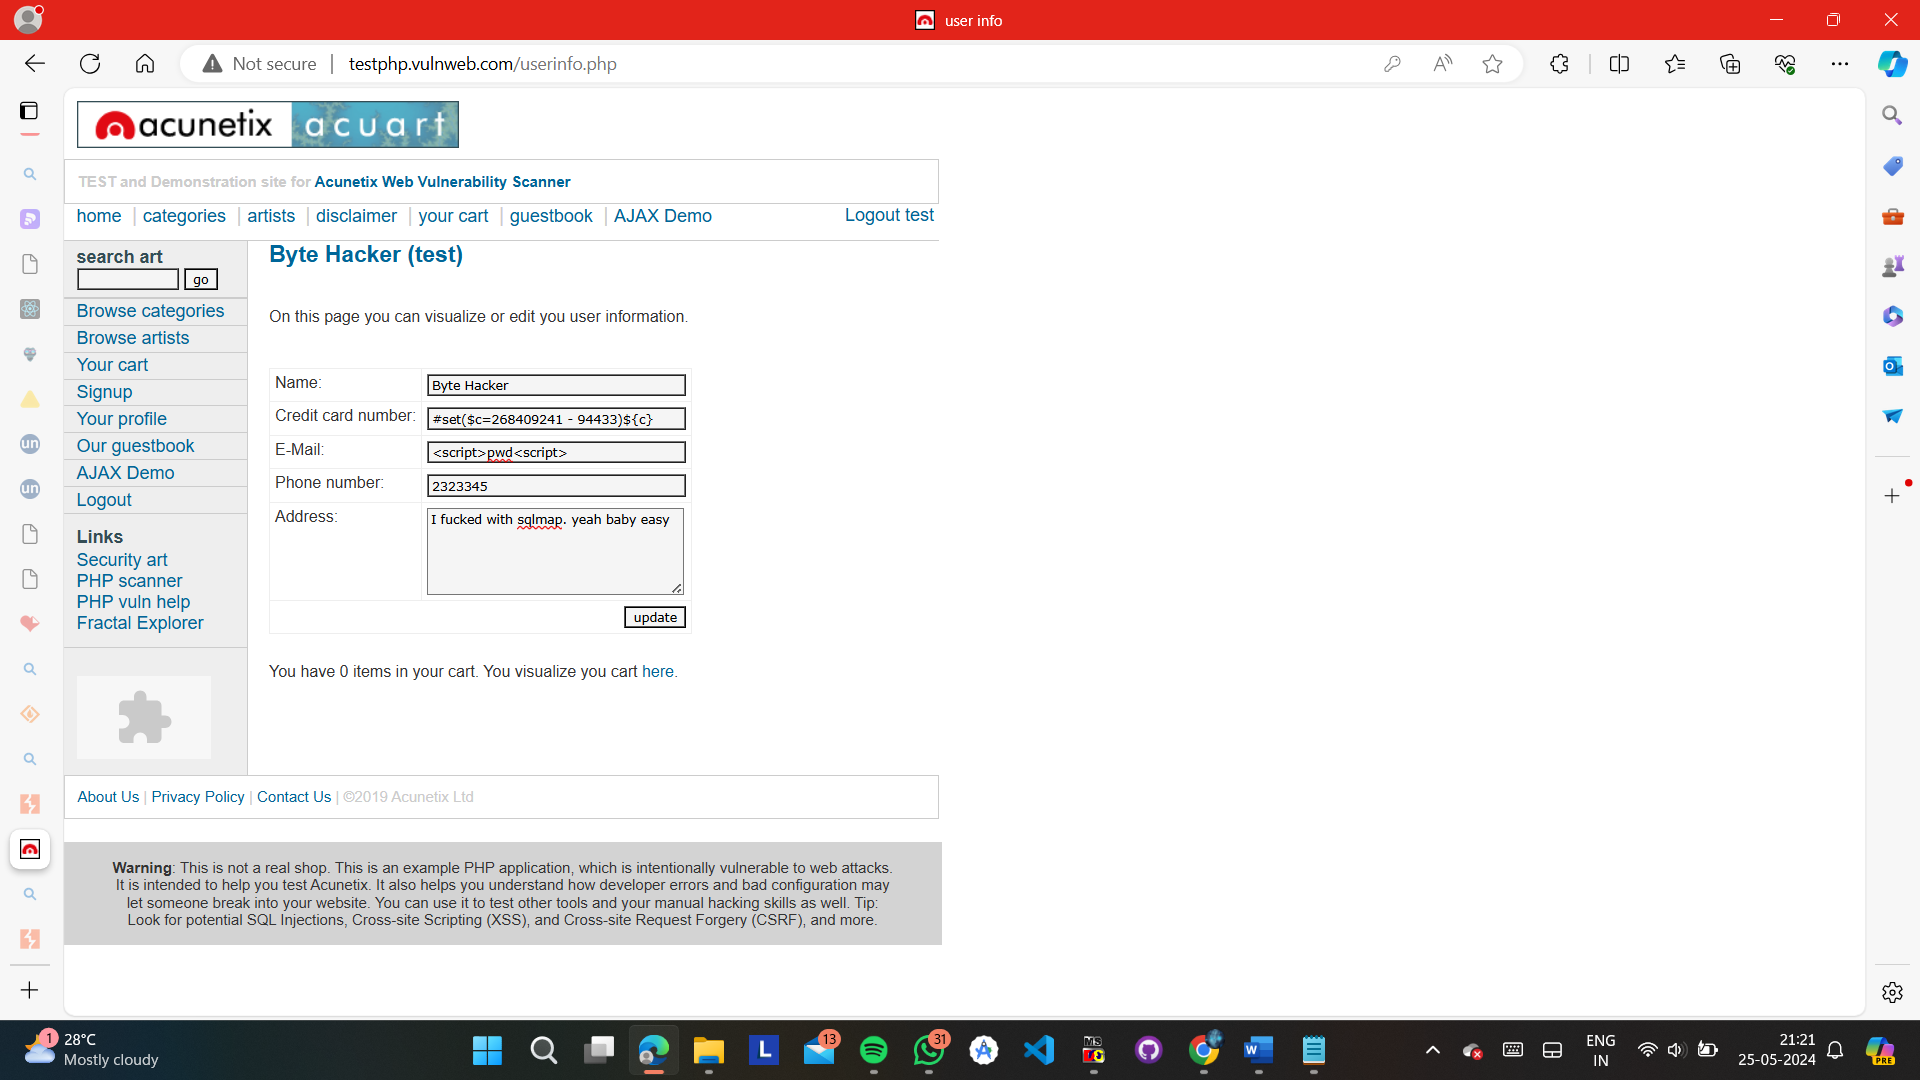 user info
Not secure
testphp.vulnweb.com/userinfo.php
acunetix acuart
TEST and Demonstration site for Acunetix Web Vulnerability Scanner
home | categories | artists | disclaimer | your cart | guestbook | AJAX Demo
Logout test
search art
go
Browse categories
Browse artists
Your cart
Signup
Your profile
Our guestbook
AJAX Demo
Logout
Links
Security art
PHP scanner
PHP vuln help
Fractal Explorer
Byte Hacker (test)
On this page you can visualize or edit you user information.
Name: Byte Hacker
Credit card number: #set($c=268409241 - 94433)${c}
E-Mail: <script>pwd<script>
Phone number: 2323345
Address: I fucked with sqlmap. yeah baby easy
update
You have 0 items in your cart. You visualize you cart here.
About Us | Privacy Policy | Contact Us | ©2019 Acunetix Ltd
Warning: This is not a real shop. This is an example PHP application, which is intentionally vulnerable to web attacks.
It is intended to help you test Acunetix. It also helps you understand how developer errors and bad configuration may
let someone break into your website. You can use it to test other tools and your manual hacking skills as well. Tip:
Look for potential SQL Injections, Cross-site Scripting (XSS), and Cross-site Request Forgery (CSRF), and more.
un
un
1
28°C
Mostly cloudy
L
13
31
MS
ENG
IN
21:21
25-05-2024
PRE